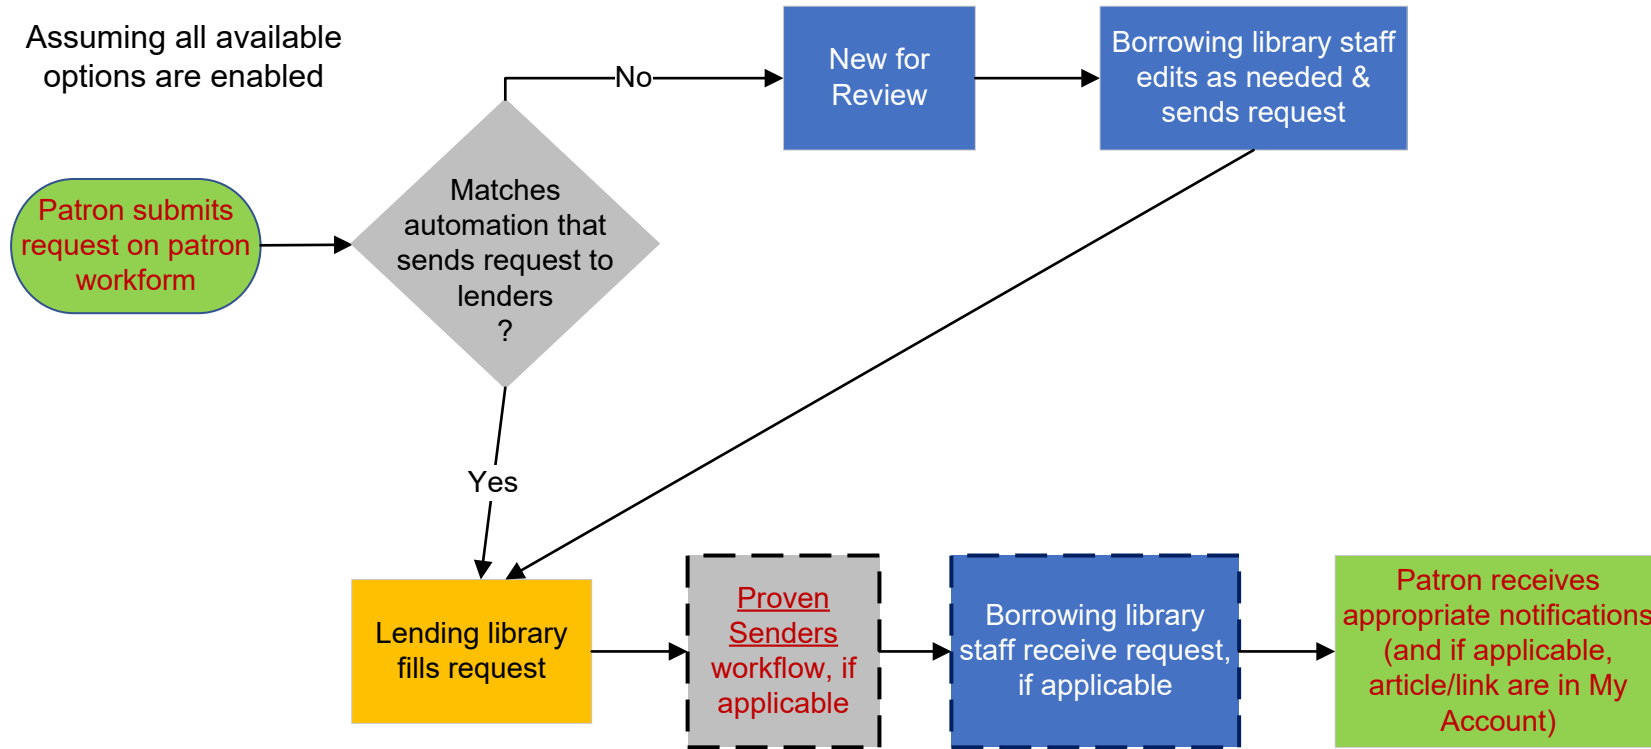 Assuming all available
options are enabled
No
New for
Review
Borrowing library staff
edits as needed &
sends request
Patron submits
request on patron
workform
Matches
automation that
sends request to
lenders
?
Yes
Lending library
fills request
Proven
Senders
workflow, if
applicable
Borrowing library
staff receive request,
if applicable
Patron receives
appropriate notifications
(and if applicable,
article/link are in My
Account)